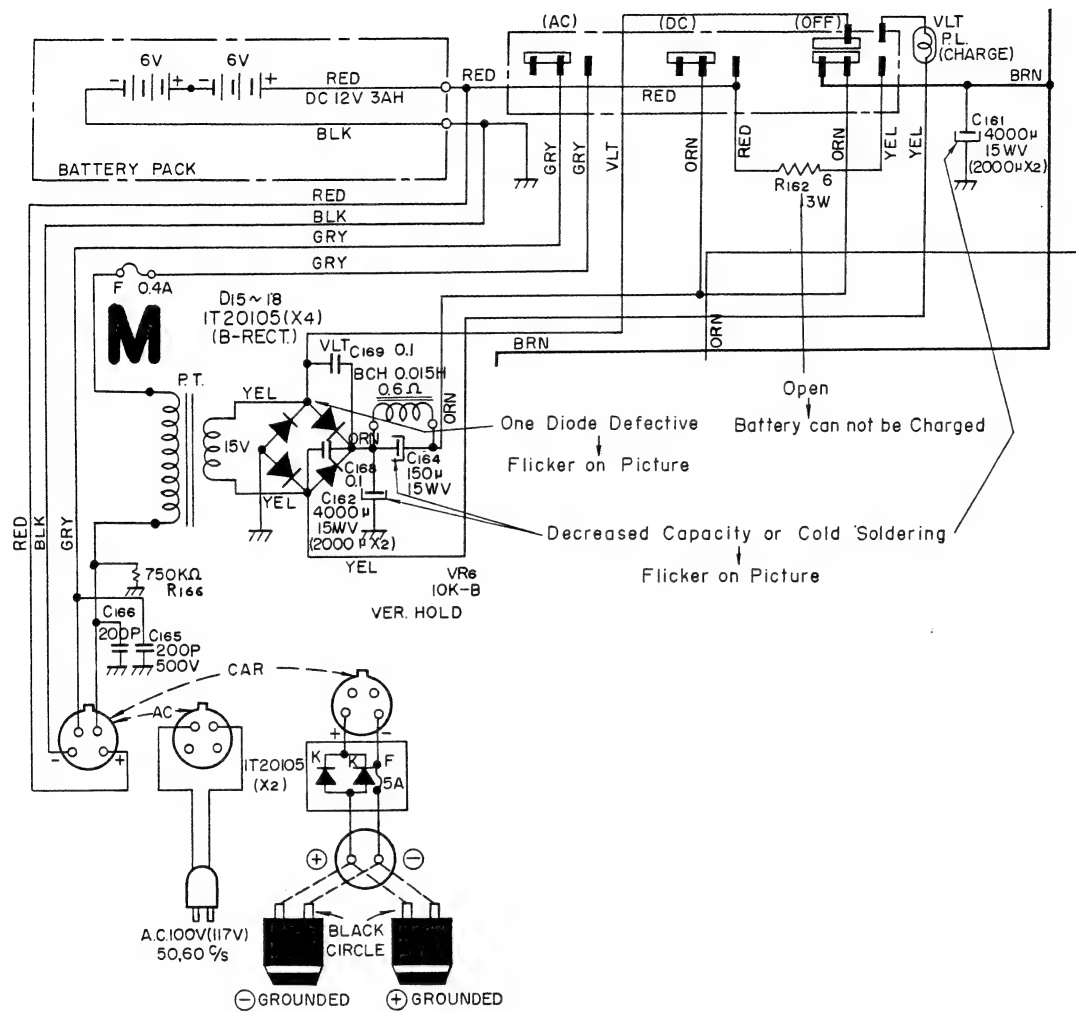 (AC)
(DC)
(OFF)
VLT
P.L.
(CHARGE)
6V
6V
- + - +
RED
DC 12V 3AH
RED
RED
BRN
BLK
BATTERY PACK
GRY
GRY
VLT
ORN
RED
ORN
YEL
YEL
C161
4000μ
15WV
(2000μX2)
R162
6
3W
RED
BLK
GRY
GRY
F 0.4A
M
D15~18
1T20105(X4)
(B-RECT.)
VLT
C169 0.1
BCH 0.015H
0.6Ω
ORN
ORN
BRN
P.T.
YEL
15V
ORN
C168
0.1
C164
150μ
15WV
YEL
C162
4000μ
15WV
(2000μX2)
YEL
Open
Battery can not be Charged
One Diode Defective
Flicker on Picture
Decreased Capacity or Cold Soldering
Flicker on Picture
RED
BLK
GRY
750KΩ
R166
VR6
10K-B
VER. HOLD
C166
200P
C165
200P
500V
CAR
AC
- +
+ -
1T20105
(X2)
K K F
5A
+ -
A.C.100V(117V)
50,60 c/s
BLACK
CIRCLE
⊖ GROUNDED
⊕ GROUNDED